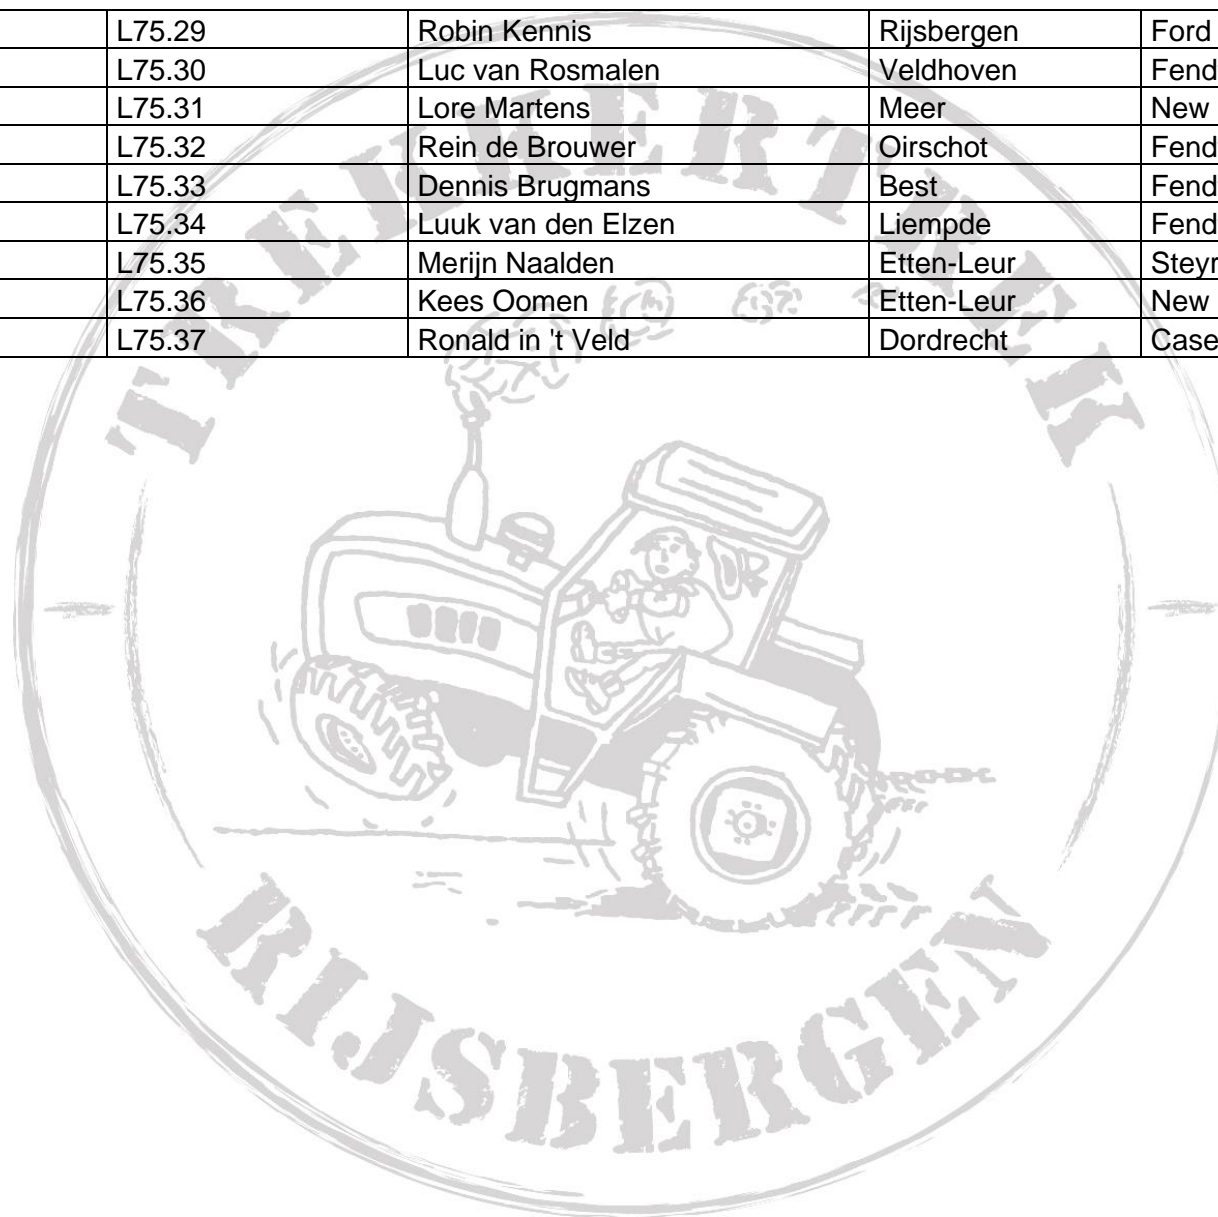 L75.29 Robin Kennis Rijsbergen Ford
L75.30 Luc van Rosmalen Veldhoven Fend
L75.31 Lore Martens Meer New
L75.32 Rein de Brouwer Oirschot Fend
L75.33 Dennis Brugmans Best Fend
L75.34 Luuk van den Elzen Liempde Fend
L75.35 Merijn Naalden Etten-Leur Steyr
L75.36 Kees Oomen Etten-Leur New
L75.37 Ronald in 't Veld Dordrecht Case
TREKKERTREK
RIJSBERGEN